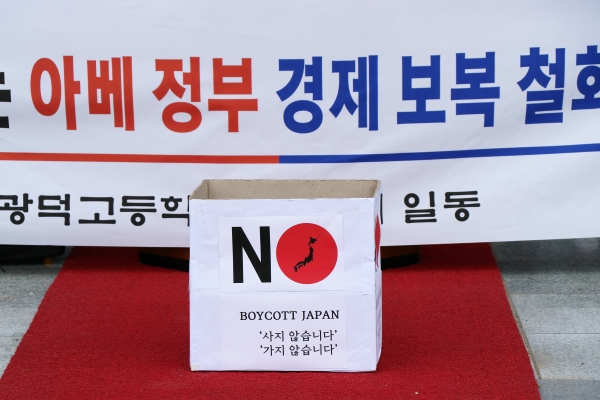 아베 정부 경제 보복 철회
광덕고등학 일동
NO
BOYCOTT JAPAN
'사지 않습니다'
'가지 않습니다'